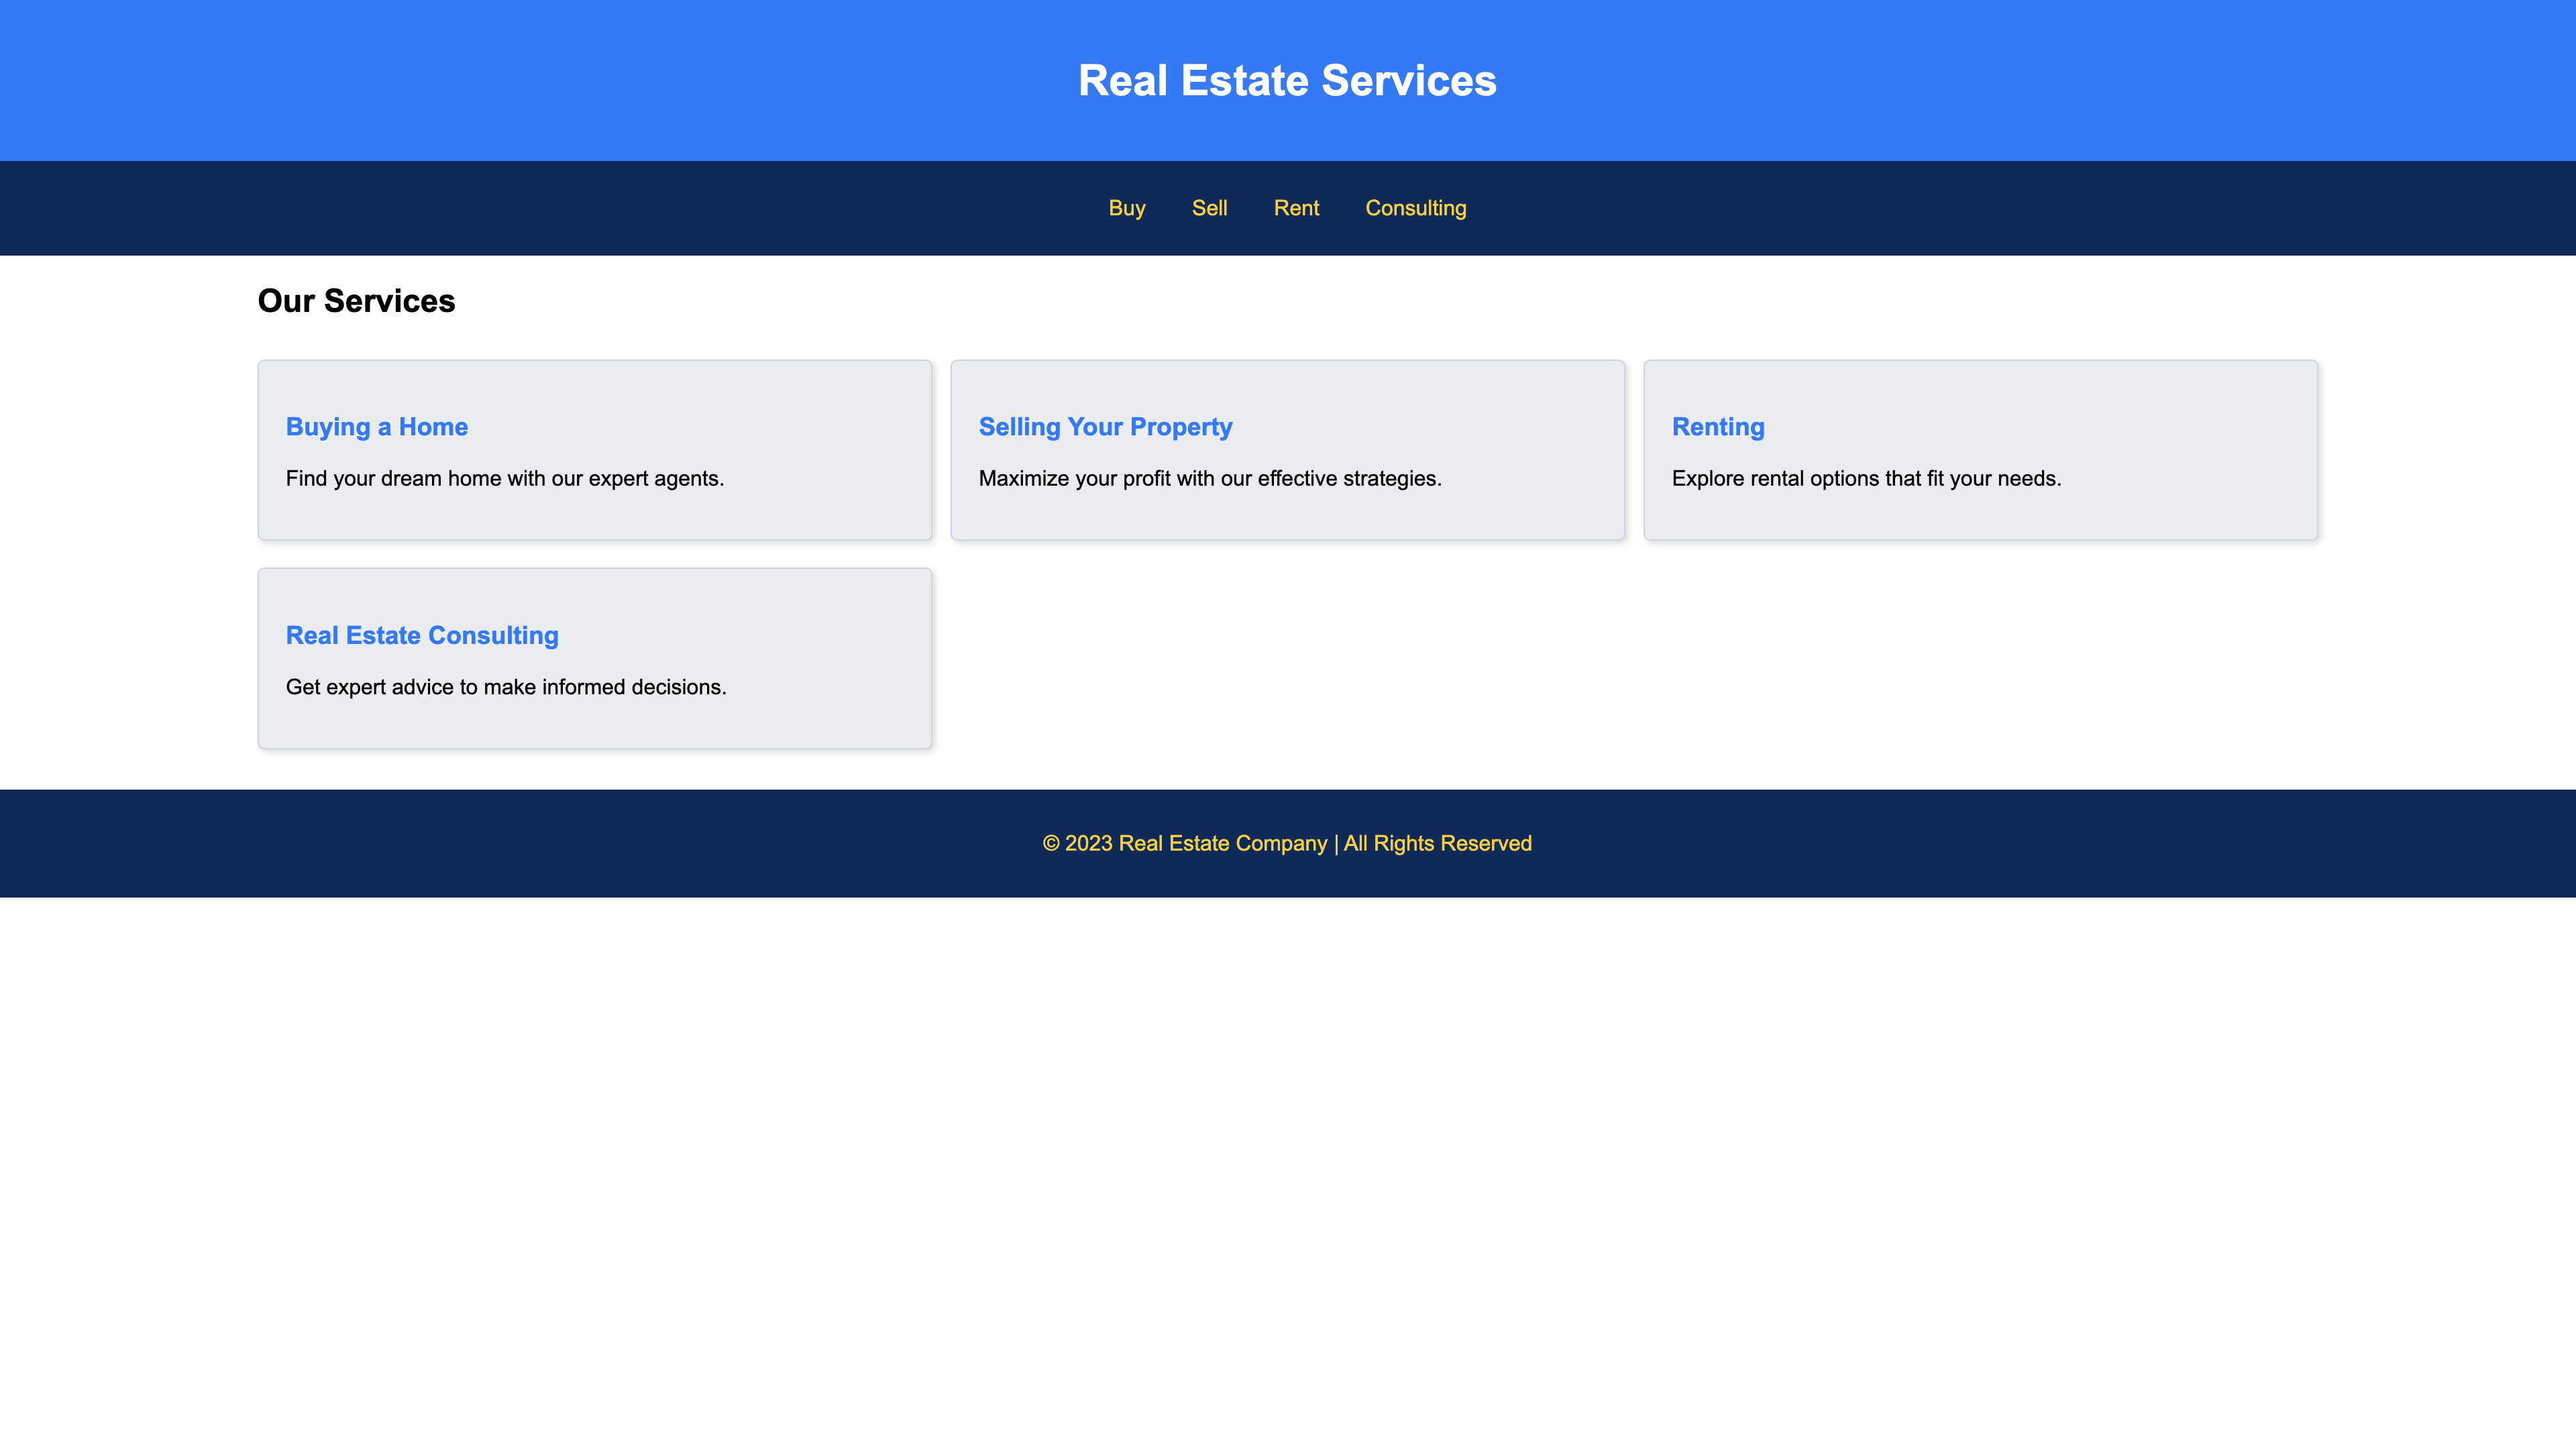 Real Estate Services
Buy Sell Rent Consulting
Our Services
Buying a Home
Find your dream home with our expert agents.
Selling Your Property
Maximize your profit with our effective strategies.
Renting
Explore rental options that fit your needs.
Real Estate Consulting
Get expert advice to make informed decisions.
© 2023 Real Estate Company | All Rights Reserved